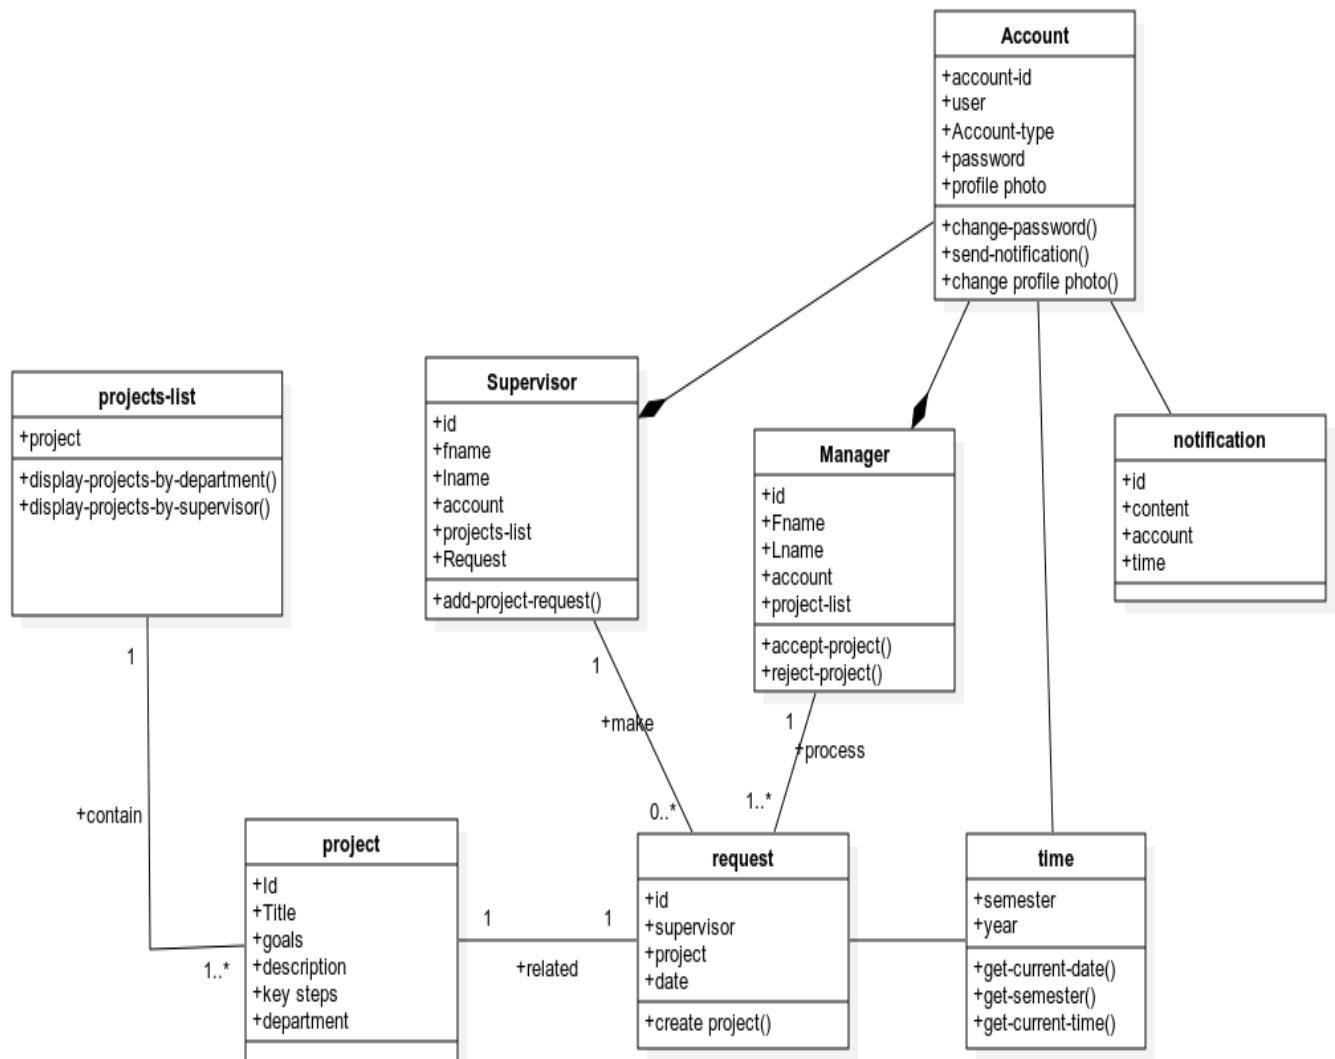 Account
+account-id
+user
+Account-type
+password
+profile photo
+change-password()
+send-notification()
+change profile photo()
projects-list
+project
+display-projects-by-department()
+display-projects-by-supervisor()
Supervisor
+id
+fname
+lname
+account
+projects-list
+Request
+add-project-request()
Manager
+id
+Fname
+Lname
+account
+project-list
+accept-project()
+reject-project()
notification
+id
+content
+account
+time
1
+contain
1..*
1
+make
0..*
1
+process
1..*
project
+Id
+Title
+goals
+description
+key steps
+department
1
1
+related
request
+id
+supervisor
+project
+date
+create project()
time
+semester
+year
+get-current-date()
+get-semester()
+get-current-time()